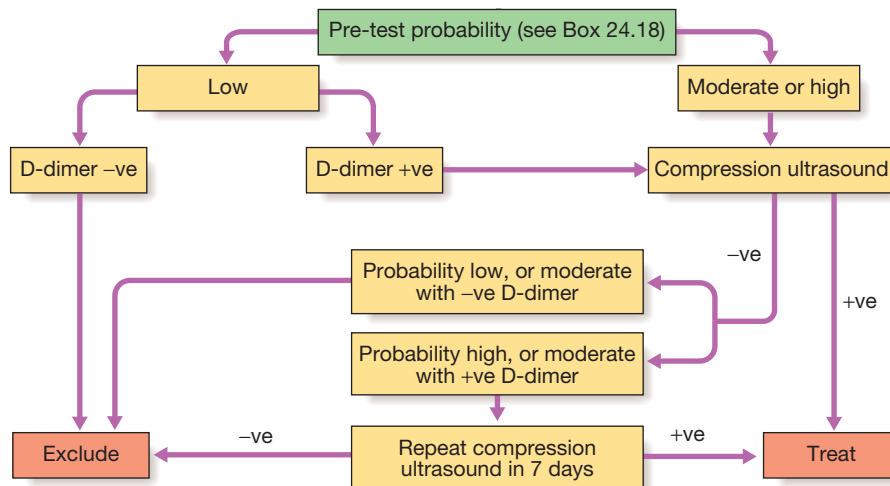 Pre-test probability (see Box 24.18)
Low
Moderate or high
D-dimer –ve
D-dimer +ve
Compression ultrasound
–ve
+ve
Probability low, or moderate
with –ve D-dimer
Probability high, or moderate
with +ve D-dimer
Exclude
–ve
Repeat compression
ultrasound in 7 days
+ve
Treat